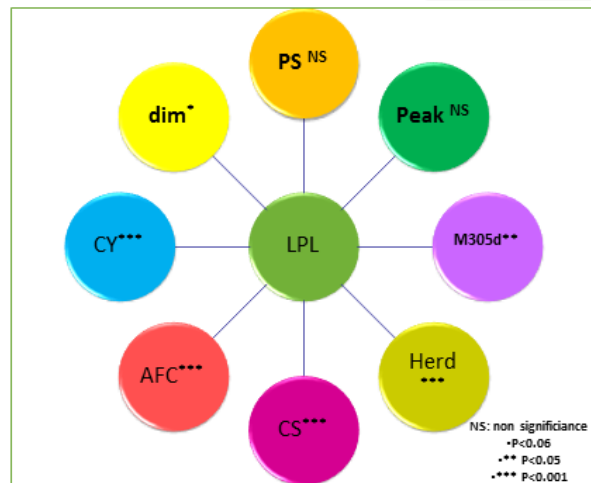 PS NS
dim*
Peak NS
CY***
LPL
M305d**
AFC***
Herd
***
CS***
NS: non significiance
•P<0.06
•** P<0.05
•*** P<0.001